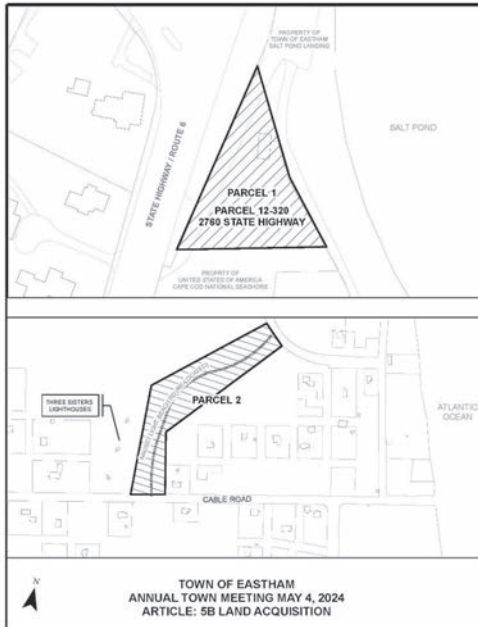 PROPERTY OF
TOWN OF EASTHAM
SALT POND LANDING
SALT POND
STATE HIGHWAY / ROUTE 6
PARCEL 1
PARCEL 12-320
2760 STATE HIGHWAY
PROPERTY OF
UNITED STATES OF AMERICA
CAPE COD NATIONAL SEASHORE
THREE SISTERS
LIGHTHOUSES
PARCEL 2
ATLANTIC
OCEAN
CABLE ROAD
N
TOWN OF EASTHAM
ANNUAL TOWN MEETING MAY 4, 2024
ARTICLE: 5B LAND ACQUISITION